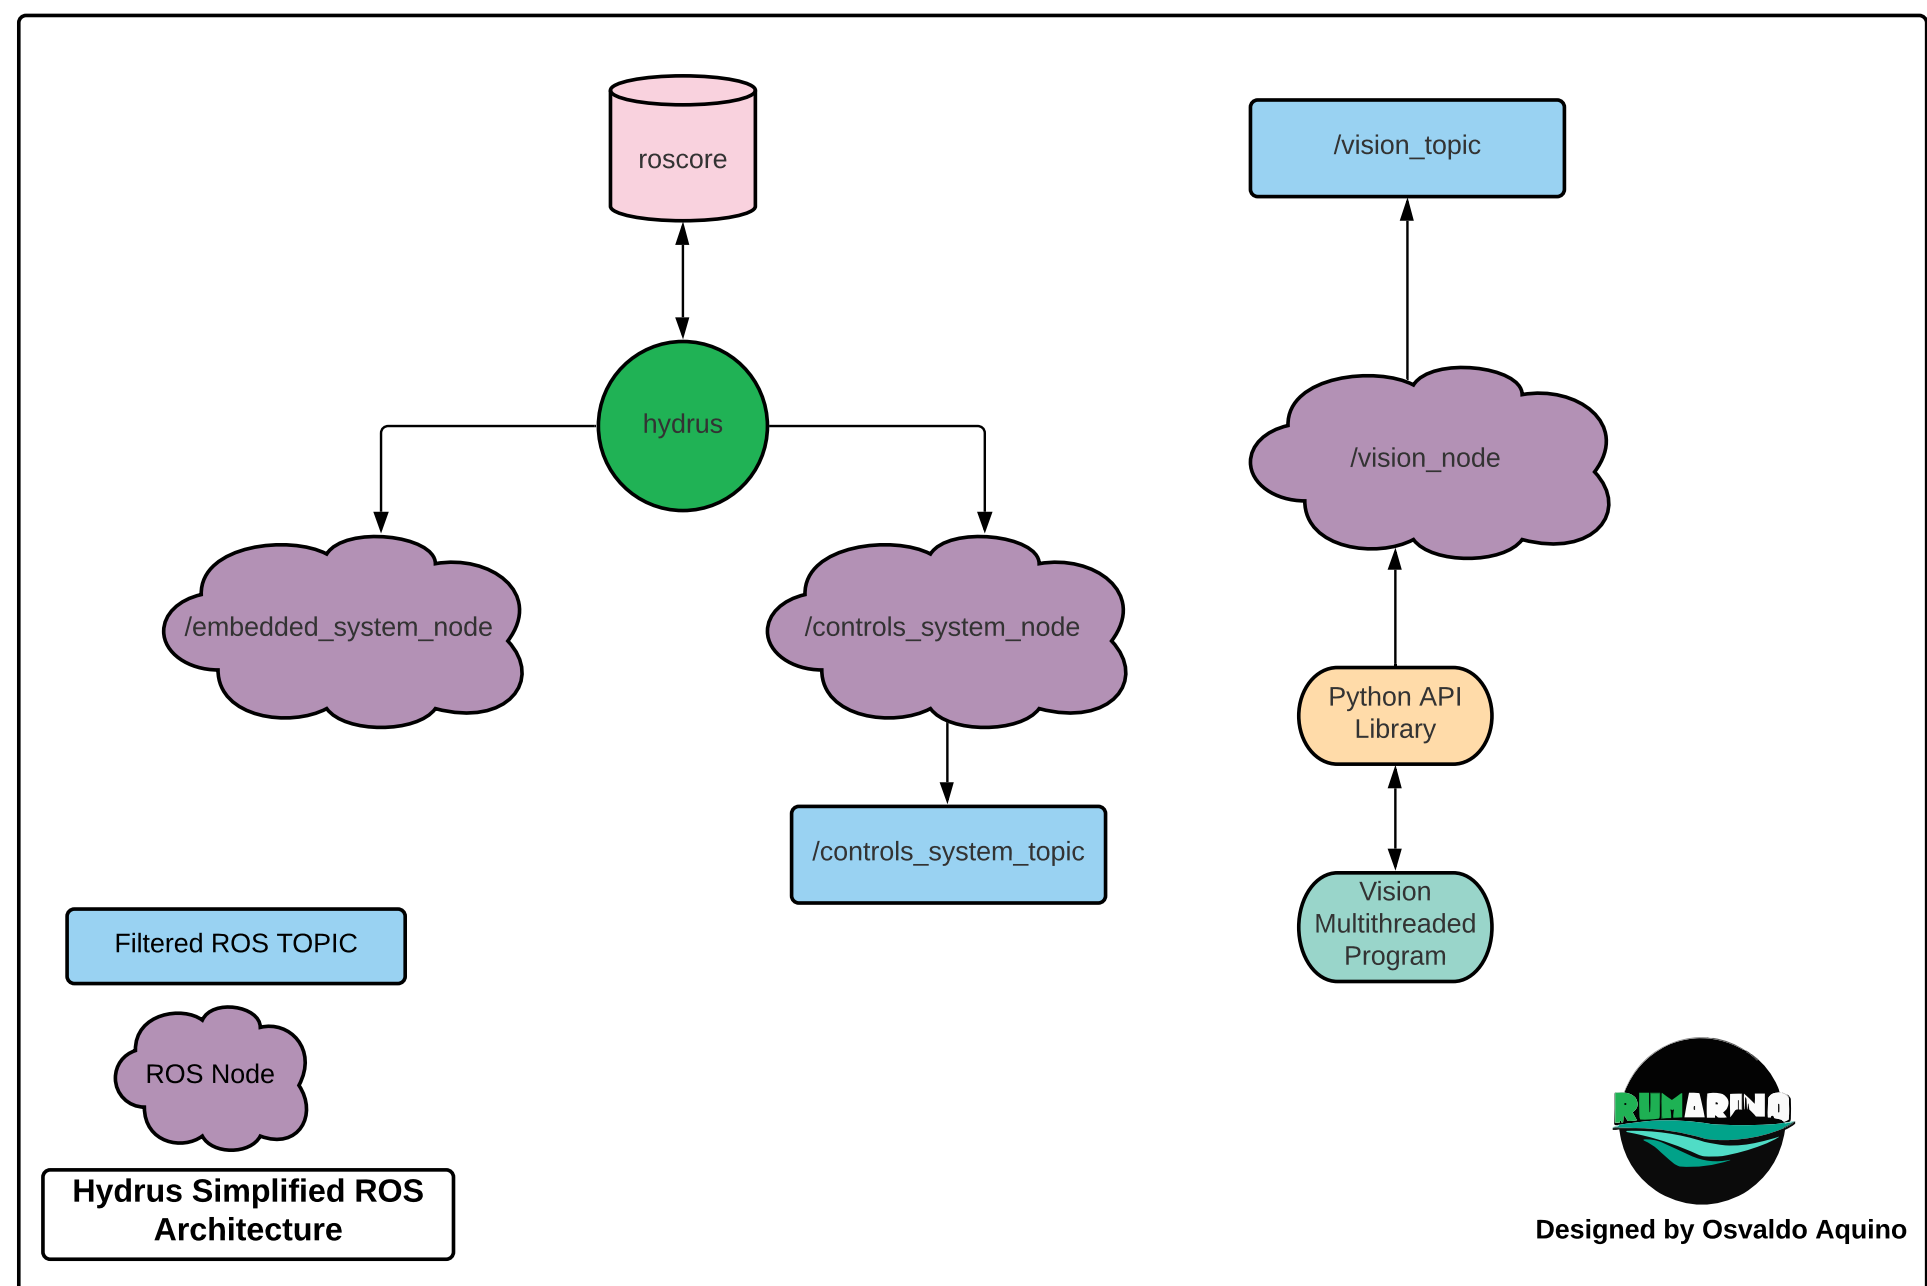 roscore
/vision_topic
hydrus
/vision_node
/embedded_system_node
/controls_system_node
Python API
Library
/controls_system_topic
Vision
Multithreaded
Program
Filtered ROS TOPIC
ROS Node
Hydrus Simplified ROS
Architecture
RUMARINO
Designed by Osvaldo Aquino